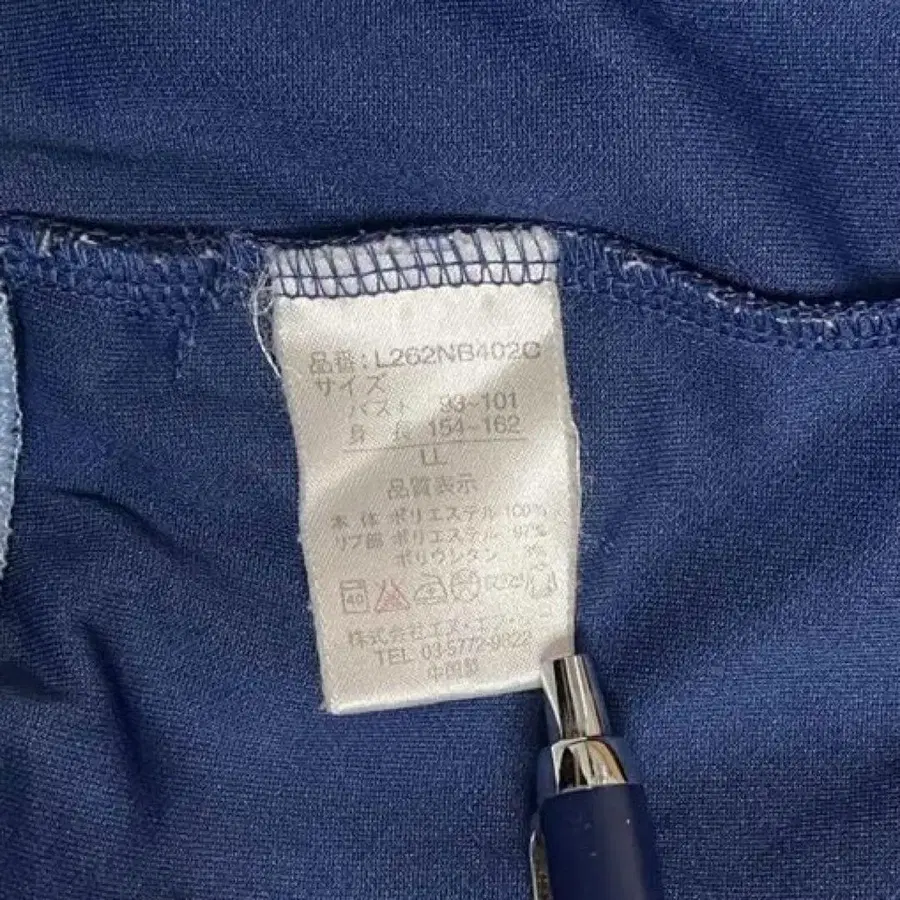 品番:L262NB402C
サイズ
バスト 93~101
身 長 154~162
LL
品質表示
本 体 ポリエステル 100%
リブ部 ポリエステル 97%
ポリウレタン 3%
40
株式会社エヌ・エフ・
TEL 03-5772-9822
中国製